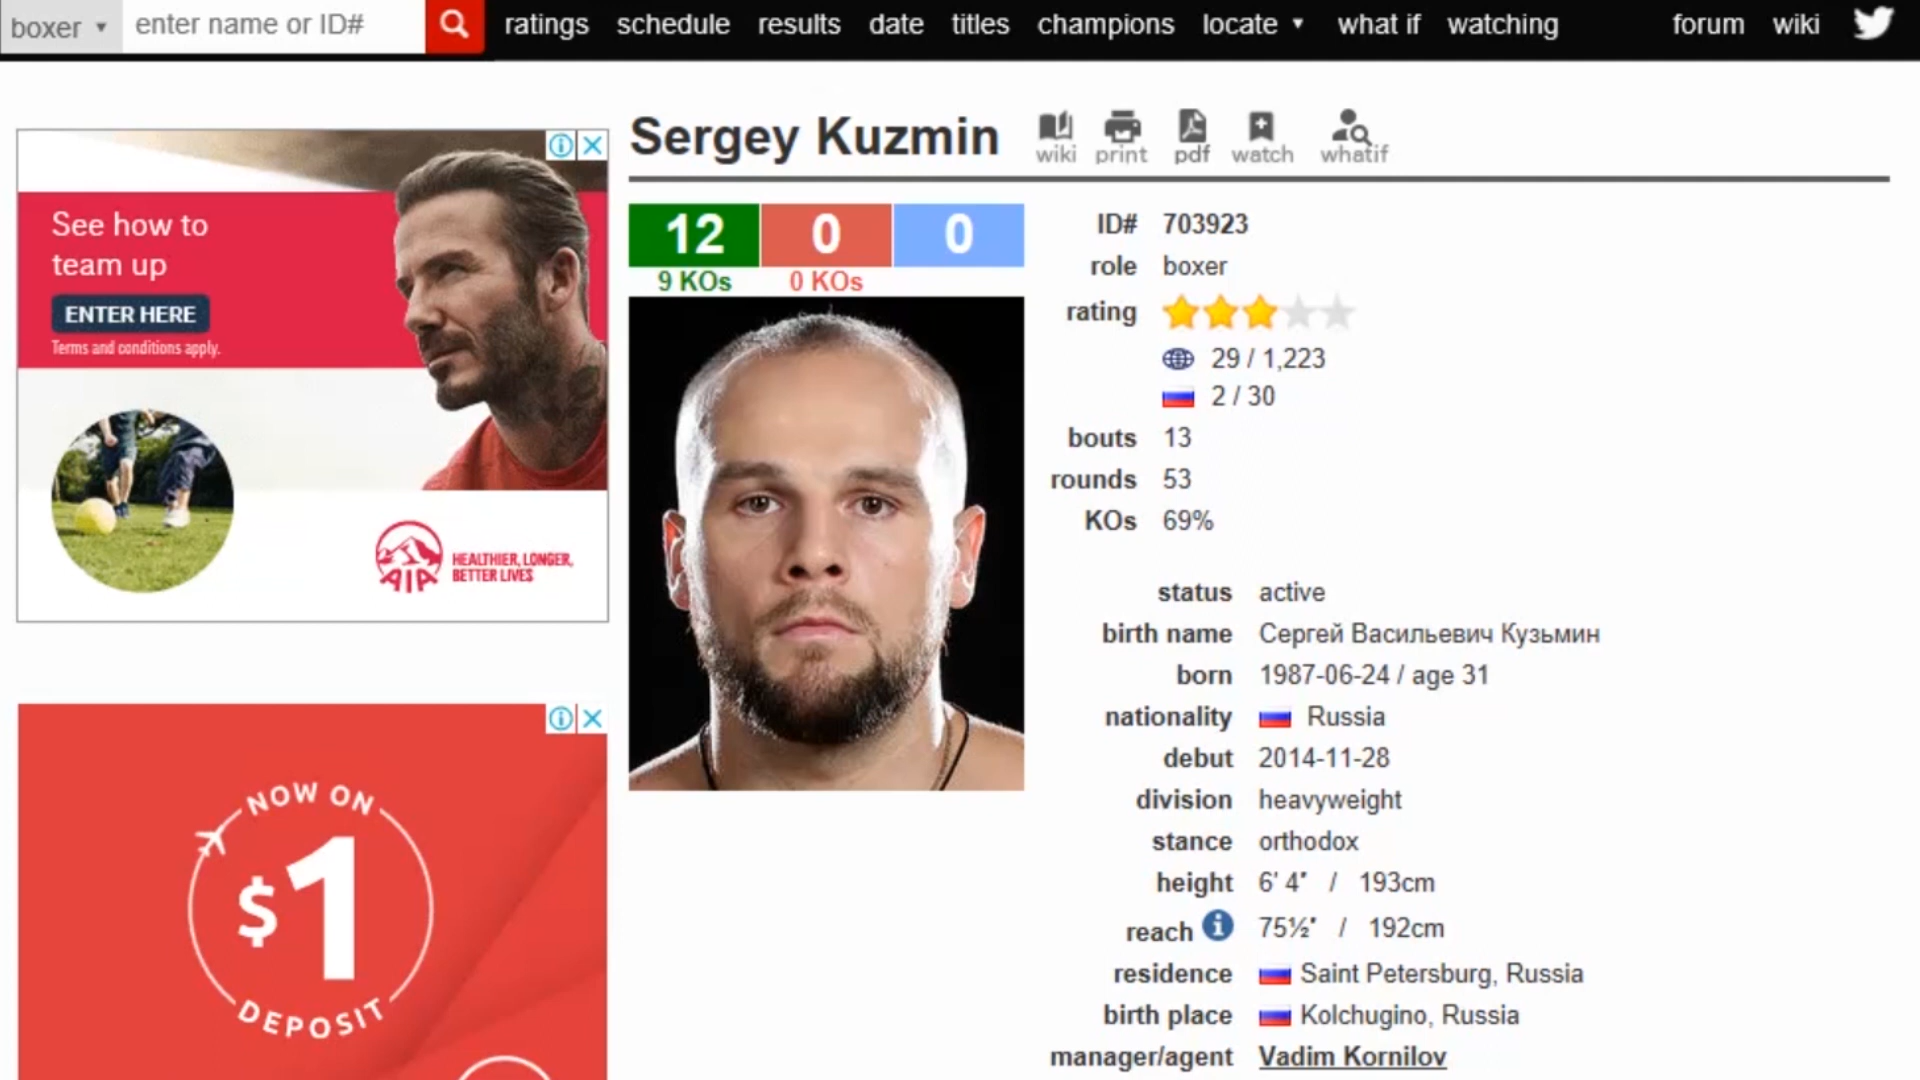 boxer ▼ enter name or ID# ratings schedule results date titles champions locate ▼ what if watching forum wiki
Sergey Kuzmin wiki print pdf watch whatif
See how to
team up
ENTER HERE
Terms and conditions apply.
AIA HEALTHIER, LONGER,
BETTER LIVES
NOW ON
$1
DEPOSIT
12 0 0
9 KOs 0 KOs
ID# 703923
role boxer
rating
29 / 1,223
2 / 30
bouts 13
rounds 53
KOs 69%
status active
birth name Сергей Васильевич Кузьмин
born 1987-06-24 / age 31
nationality Russia
debut 2014-11-28
division heavyweight
stance orthodox
height 6′ 4″ / 193cm
reach 75½″ / 192cm
residence Saint Petersburg, Russia
birth place Kolchugino, Russia
manager/agent Vadim Kornilov